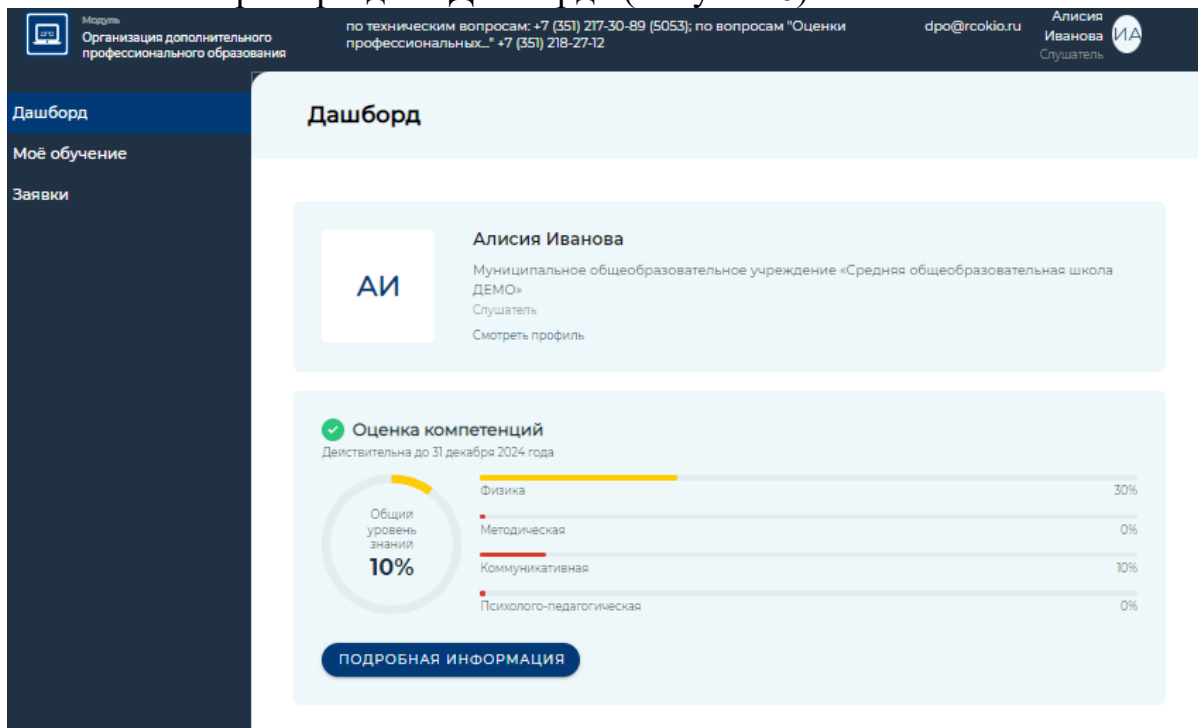 Модуль
Организация дополнительного
профессионального образования
по техническим вопросам: +7 (351) 217-30-89 (5053); по вопросам "Оценки
профессиональных..." +7 (351) 218-27-12
dpo@rcokio.ru
Алисия
Иванова
Слушатель
ИА
Дашборд
Моё обучение
Заявки
Дашборд
АИ
Алисия Иванова
Муниципальное общеобразовательное учреждение «Средняя общеобразовательная школа
ДЕМО»
Слушатель
Смотреть профиль
Оценка компетенций
Действительна до 31 декабря 2024 года
Общий
уровень
знаний
10%
Физика 30%
Методическая 0%
Коммуникативная 10%
Психолого-педагогическая 0%
ПОДРОБНАЯ ИНФОРМАЦИЯ